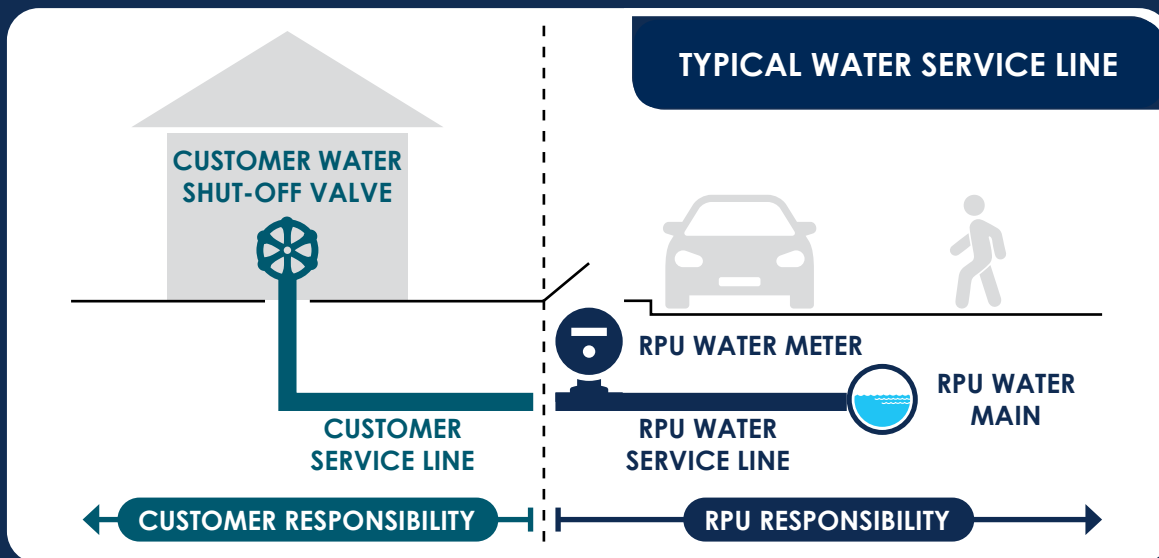 TYPICAL WATER SERVICE LINE
CUSTOMER WATER
SHUT-OFF VALVE
RPU WATER METER
RPU WATER
MAIN
CUSTOMER
SERVICE LINE
RPU WATER
SERVICE LINE
CUSTOMER RESPONSIBILITY
RPU RESPONSIBILITY